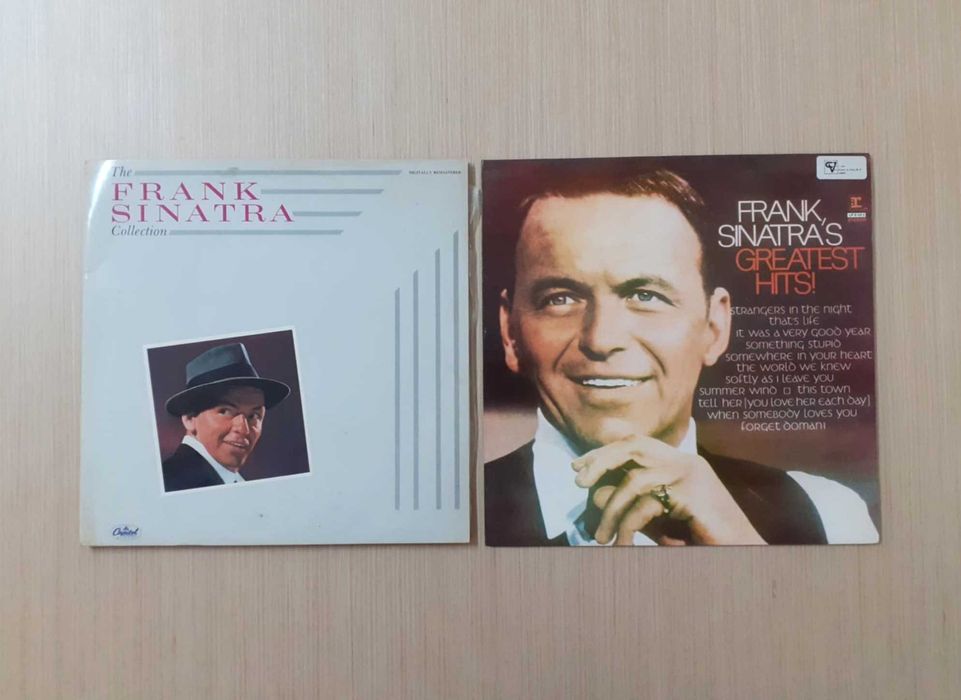 The
FRANK
SINATRA
Collection
DIGITALLY REMASTERED
Capitol
FRANK
SINATRA'S
GREATEST
HITS!
STRANGERS IN THE NIGHT
THAT'S LIFE
IT WAS A VERY GOOD YEAR
SOMETHING STUPID
SOMEWHERE IN YOUR HEART
THE WORLD WE KNEW
SOFTLY AS I LEAVE YOU
SUMMER WIND □ THIS TOWN
TELL HER [YOU LOVE HER EACH DAY]
WHEN SOMEBODY LOVES YOU
FORGET DOMANI